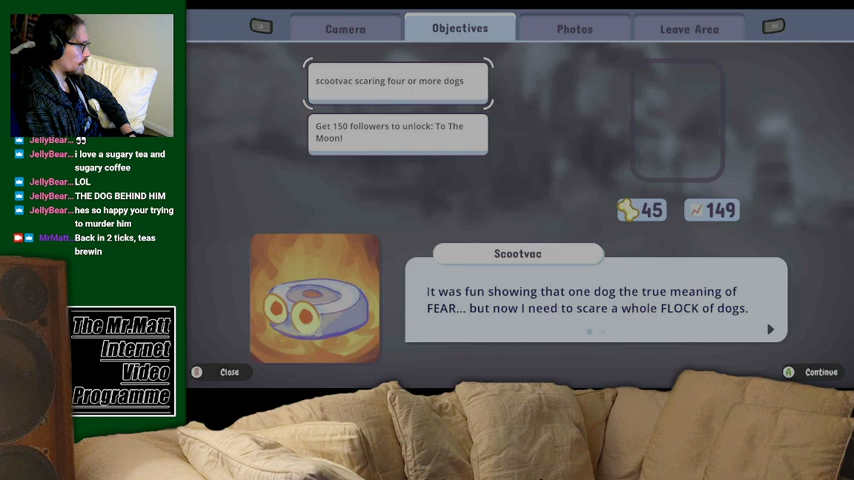 Camera
Objectives
Photos
Leave Area
scootvac scaring four or more dogs
Get 150 followers to unlock: To The
Moon!
45
149
Scootvac
It was fun showing that one dog the true meaning of
FEAR... but now I need to scare a whole FLOCK of dogs.
Close
Continue
JellyBear... 👀
JellyBear... i love a sugary tea and
sugary coffee
JellyBear... LOL
JellyBear... THE DOG BEHIND HIM
JellyBear... hes so happy your trying
to murder him
MrMatt... Back in 2 ticks, teas
brewin
The Mr.Matt
Internet
Video
Programme